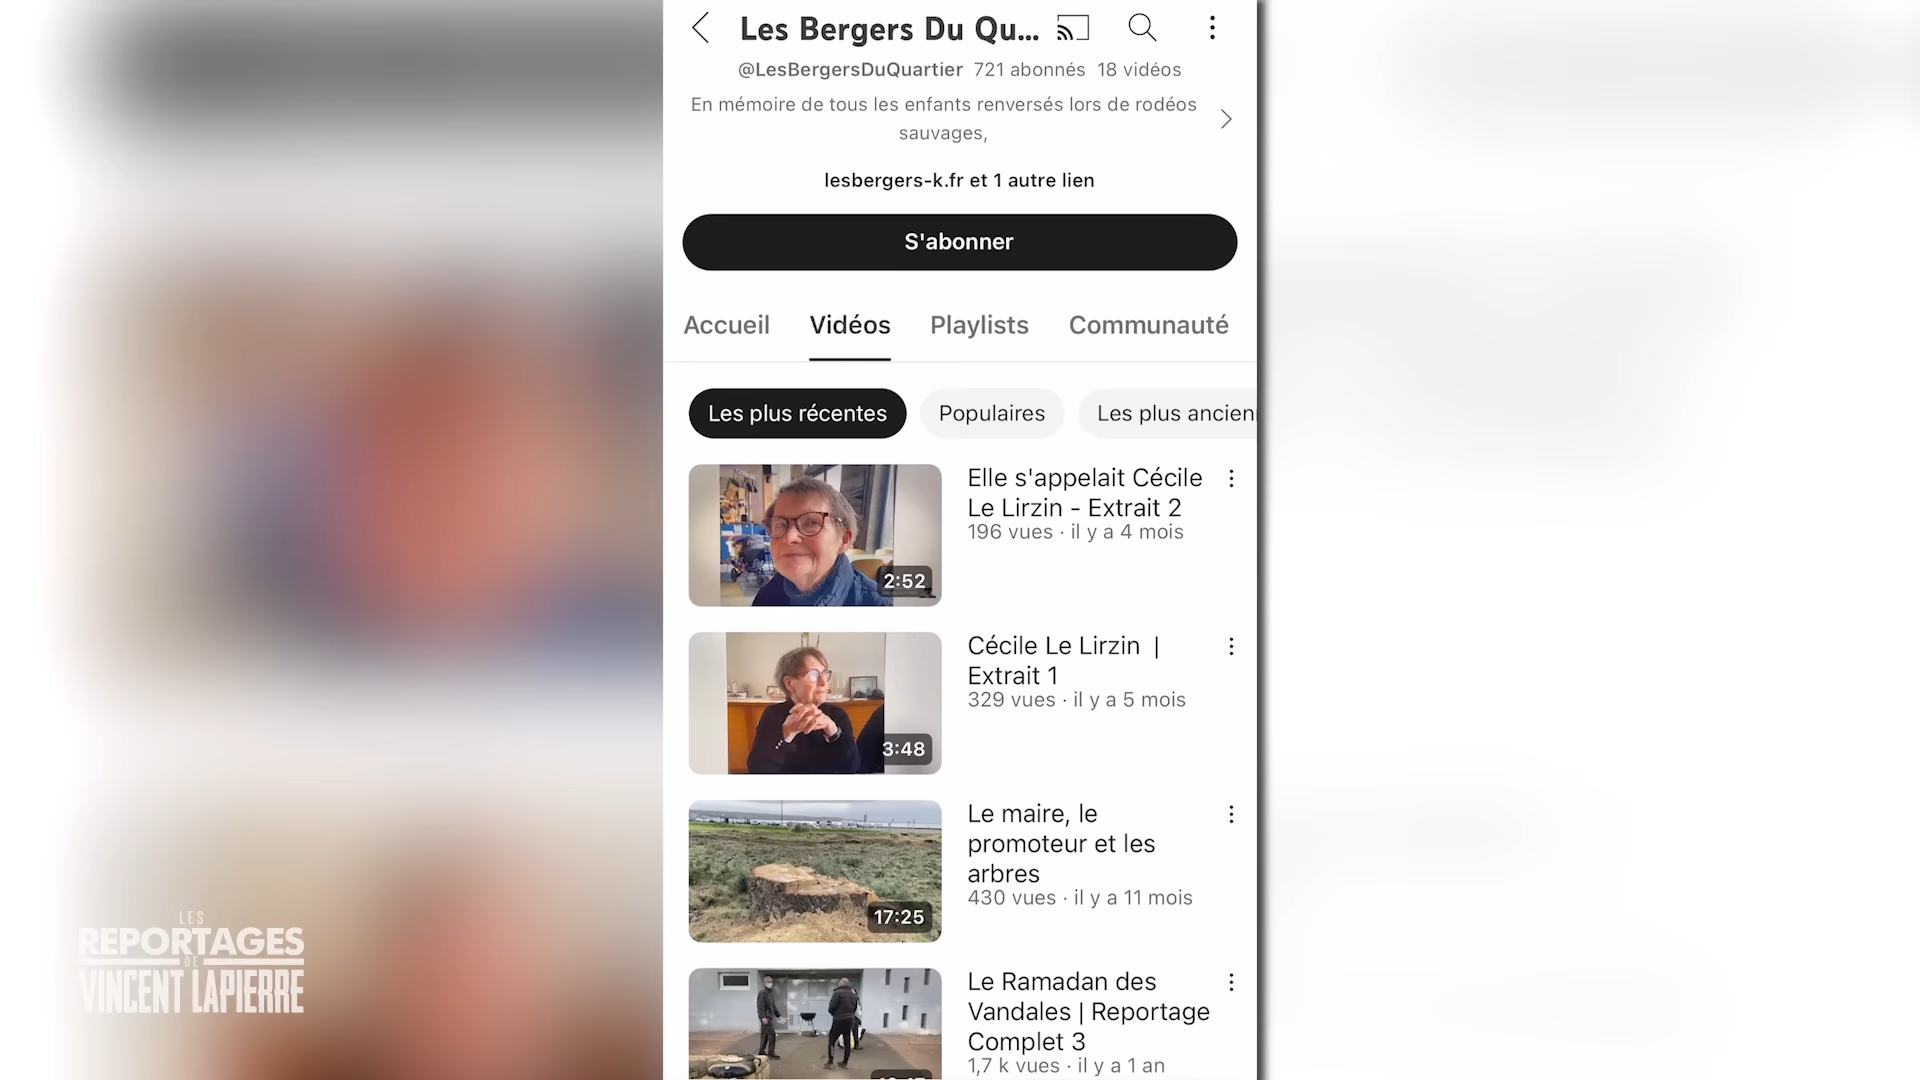 Les Bergers Du Qu...
@LesBergersDuQuartier 721 abonnés 18 vidéos
En mémoire de tous les enfants renversés lors de rodéos
sauvages,
lesbergers-k.fr et 1 autre lien
S'abonner
Accueil Vidéos Playlists Communauté
Les plus récentes Populaires Les plus ancien
Elle s'appelait Cécile
Le Lirzin - Extrait 2
196 vues · il y a 4 mois
2:52
Cécile Le Lirzin |
Extrait 1
329 vues · il y a 5 mois
3:48
Le maire, le
promoteur et les
arbres
430 vues · il y a 11 mois
17:25
Le Ramadan des
Vandales | Reportage
Complet 3
1,7 k vues · il y a 1 an
LES
REPORTAGES
DE
VINCENT LAPIERRE